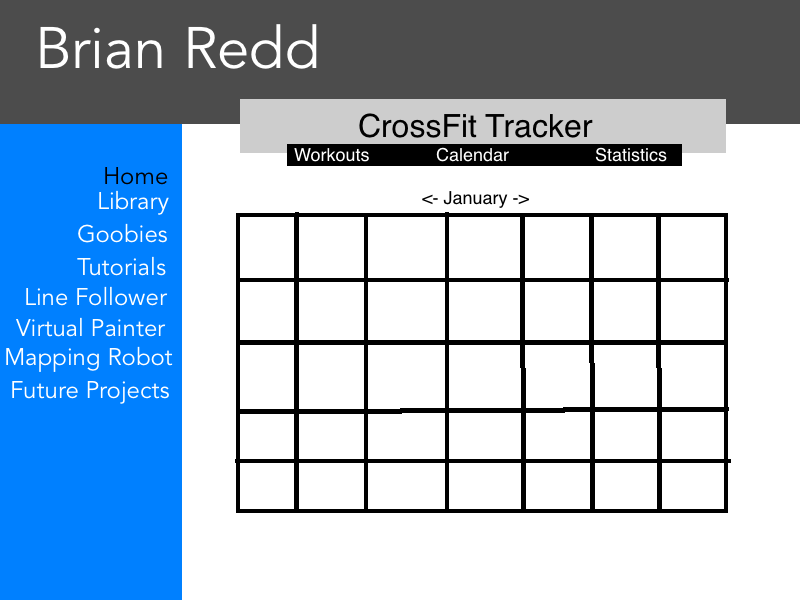 Brian Redd
CrossFit Tracker
Workouts Calendar Statistics
<- January ->
Home
Library
Goobies
Tutorials
Line Follower
Virtual Painter
Mapping Robot
Future Projects